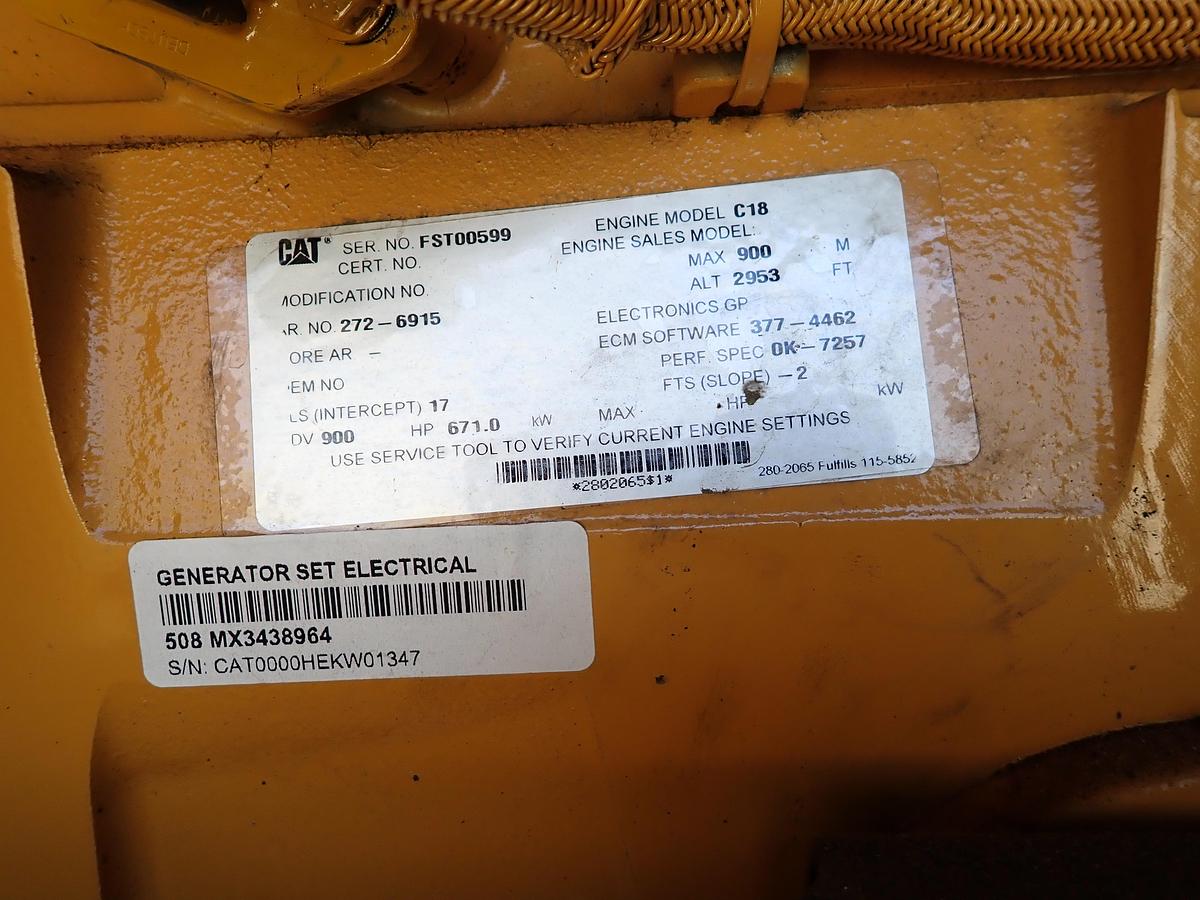 CAT® SER. NO. FST00599 ENGINE MODEL C18
CERT. NO. ENGINE SALES MODEL:
MAX 900 M
MODIFICATION NO. ALT 2953 FT
R. NO. 272-6915 ELECTRONICS GP
ORE AR - ECM SOFTWARE 377-4462
EM NO PERF. SPEC 0K-7257
LS (INTERCEPT) 17 FTS (SLOPE) -2
DV 900 HP 671.0 kW MAX HP kW
USE SERVICE TOOL TO VERIFY CURRENT ENGINE SETTINGS
*2802065$1* 280-2065 Fulfills 115-5852
GENERATOR SET ELECTRICAL
508 MX3438964
S/N: CAT0000HEKW01347